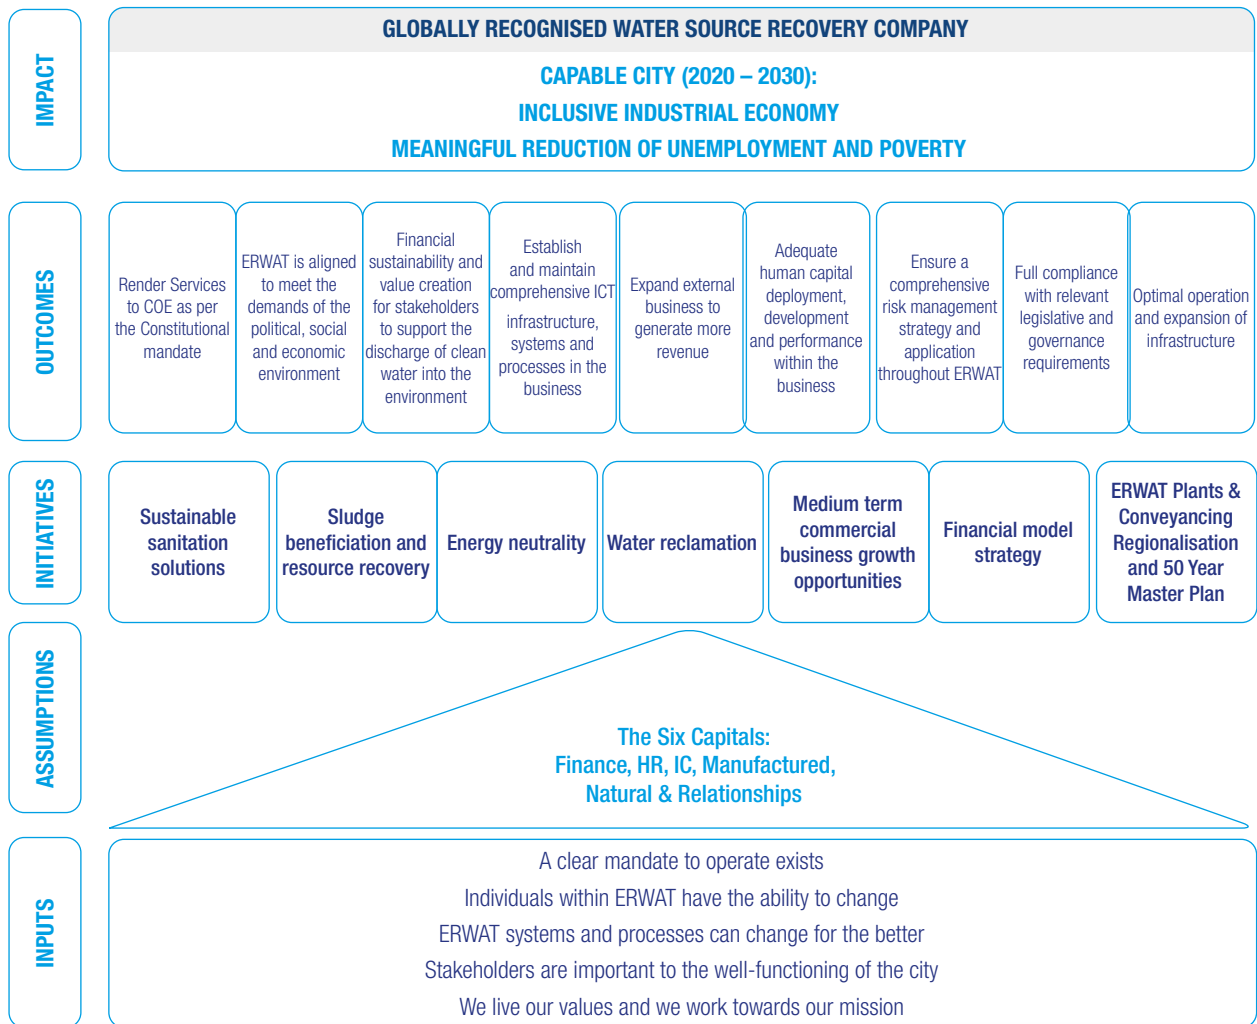 IMPACT
GLOBALLY RECOGNISED WATER SOURCE RECOVERY COMPANY
CAPABLE CITY (2020 – 2030):
INCLUSIVE INDUSTRIAL ECONOMY
MEANINGFUL REDUCTION OF UNEMPLOYMENT AND POVERTY
OUTCOMES
Render Services
to COE as per
the Constitutional
mandate
ERWAT is aligned
to meet the
demands of the
political, social
and economic
environment
Financial
sustainability and
value creation
for stakeholders
to support the
discharge of clean
water into the
environment
Establish
and maintain
comprehensive ICT
infrastructure,
systems and
processes in the
business
Expand external
business to
generate more
revenue
Adequate
human capital
deployment,
development
and performance
within the
business
Ensure a
comprehensive
risk management
strategy and
application
throughout ERWAT
Full compliance
with relevant
legislative and
governance
requirements
Optimal operation
and expansion of
infrastructure
INITIATIVES
Sustainable
sanitation
solutions
Sludge
beneficiation and
resource recovery
Energy neutrality
Water reclamation
Medium term
commercial
business growth
opportunities
Financial model
strategy
ERWAT Plants &
Conveyancing
Regionalisation
and 50 Year
Master Plan
ASSUMPTIONS
The Six Capitals:
Finance, HR, IC, Manufactured,
Natural & Relationships
INPUTS
A clear mandate to operate exists
Individuals within ERWAT have the ability to change
ERWAT systems and processes can change for the better
Stakeholders are important to the well-functioning of the city
We live our values and we work towards our mission